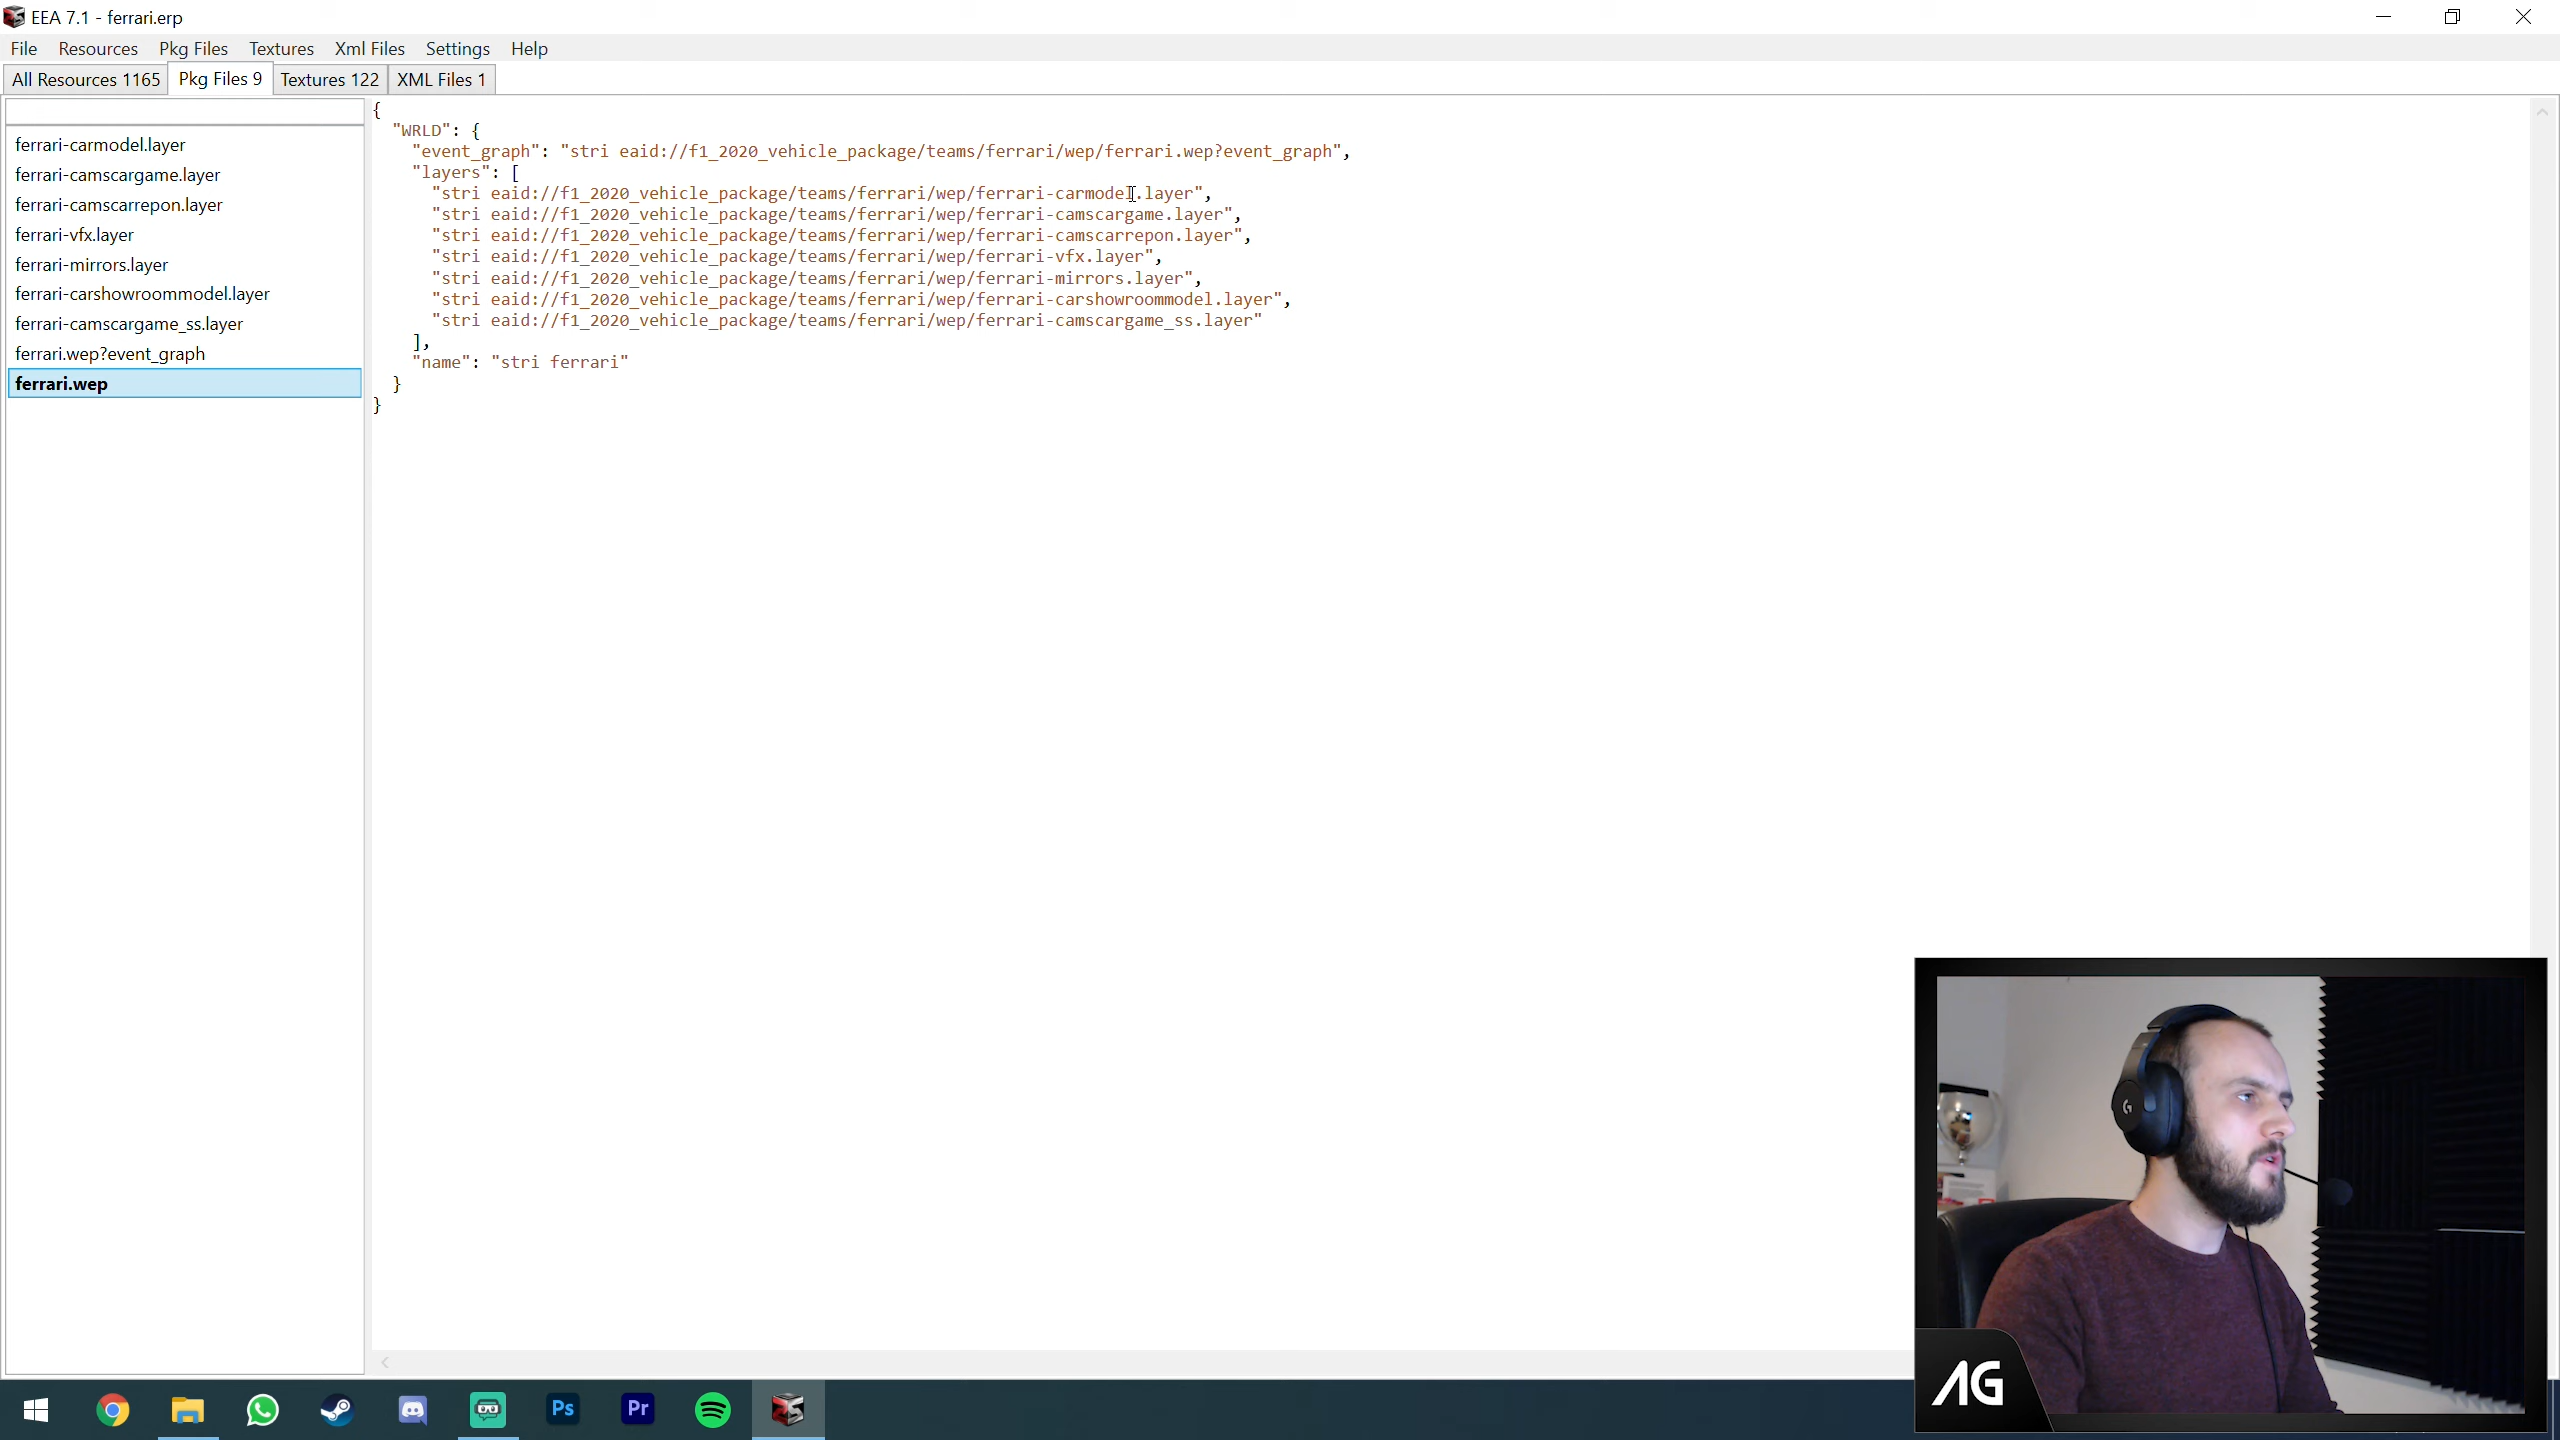 EEA 7.1 - ferrari.erp
File Resources Pkg Files Textures Xml Files Settings Help
All Resources 1165 Pkg Files 9 Textures 122 XML Files 1
ferrari-carmodel.layer
ferrari-camscargame.layer
ferrari-camscarrepon.layer
ferrari-vfx.layer
ferrari-mirrors.layer
ferrari-carshowroommodel.layer
ferrari-camscargame_ss.layer
ferrari.wep?event_graph
ferrari.wep
{
"WRLD": {
"event_graph": "stri eaid://f1_2020_vehicle_package/teams/ferrari/wep/ferrari.wep?event_graph",
"layers": [
"stri eaid://f1_2020_vehicle_package/teams/ferrari/wep/ferrari-carmodel.layer",
"stri eaid://f1_2020_vehicle_package/teams/ferrari/wep/ferrari-camscargame.layer",
"stri eaid://f1_2020_vehicle_package/teams/ferrari/wep/ferrari-camscarrepon.layer",
"stri eaid://f1_2020_vehicle_package/teams/ferrari/wep/ferrari-vfx.layer",
"stri eaid://f1_2020_vehicle_package/teams/ferrari/wep/ferrari-mirrors.layer",
"stri eaid://f1_2020_vehicle_package/teams/ferrari/wep/ferrari-carshowroommodel.layer",
"stri eaid://f1_2020_vehicle_package/teams/ferrari/wep/ferrari-camscargame_ss.layer"
],
"name": "stri ferrari"
}
}
Ps
Pr
AG